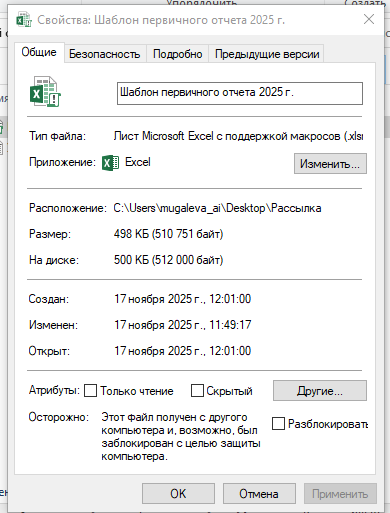 Упорядочить
Создать
Свойства: Шаблон первичного отчета 2025 г.
Общие
Безопасность
Подробно
Предыдущие версии
Шаблон первичного отчета 2025 г.
Тип файла: Лист Microsoft Excel с поддержкой макросов (.xlsr
Приложение: Excel
Изменить...
Расположение: C:\Users\mugaleva_ai\Desktop\Рассылка
Размер: 498 КБ (510 751 байт)
На диске: 500 КБ (512 000 байт)
Создан: 17 ноября 2025 г., 12:01:00
Изменен: 17 ноября 2025 г., 11:49:17
Открыт: 17 ноября 2025 г., 12:01:00
Атрибуты: Только чтение Скрытый Другие...
Осторожно: Этот файл получен с другого
компьютера и, возможно, был
заблокирован с целью защиты
компьютера.
Разблокировать
OK
Отмена
Применить